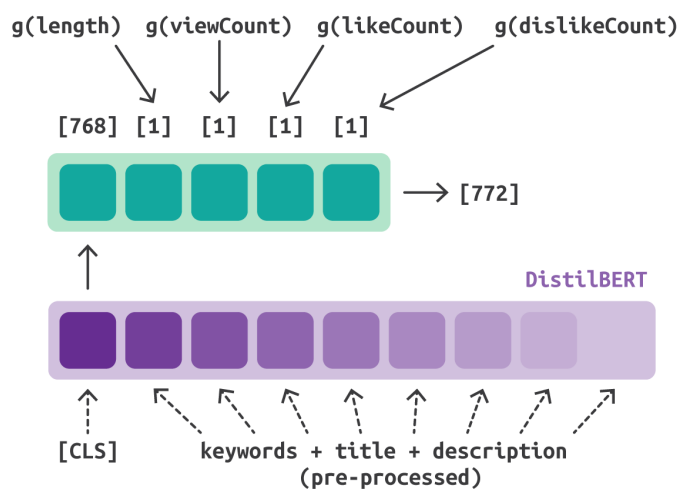 g(length) g(viewCount) g(likeCount) g(dislikeCount)
[768] [1] [1] [1] [1]
[772]
DistilBERT
[CLS] keywords + title + description
(pre-processed)